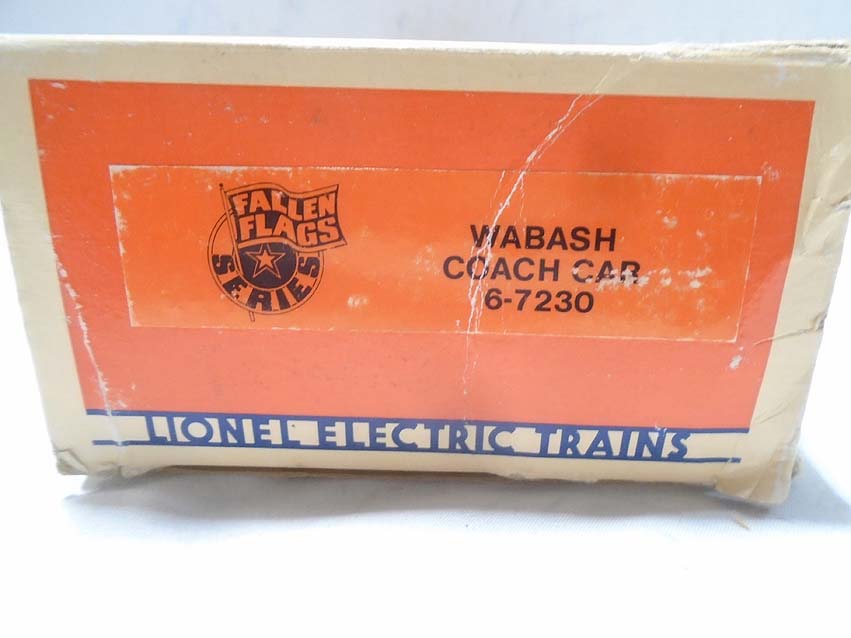 FALLEN
FLAGS
SERIES
WABASH
COACH CAR
6-7230
LIONEL ELECTRIC TRAINS